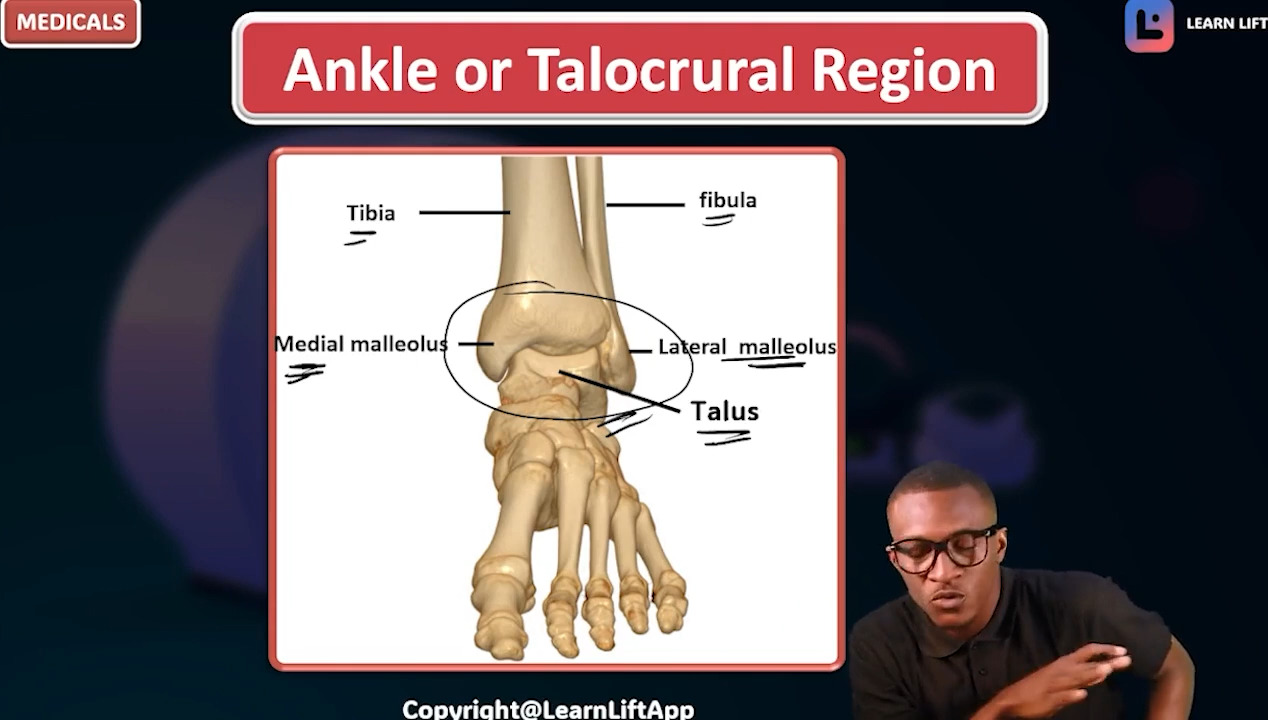 MEDICALS
LEARN LIFT
Ankle or Talocrural Region
Tibia
fibula
Medial malleolus
Lateral malleolus
Talus
Copyright@LearnLiftApp